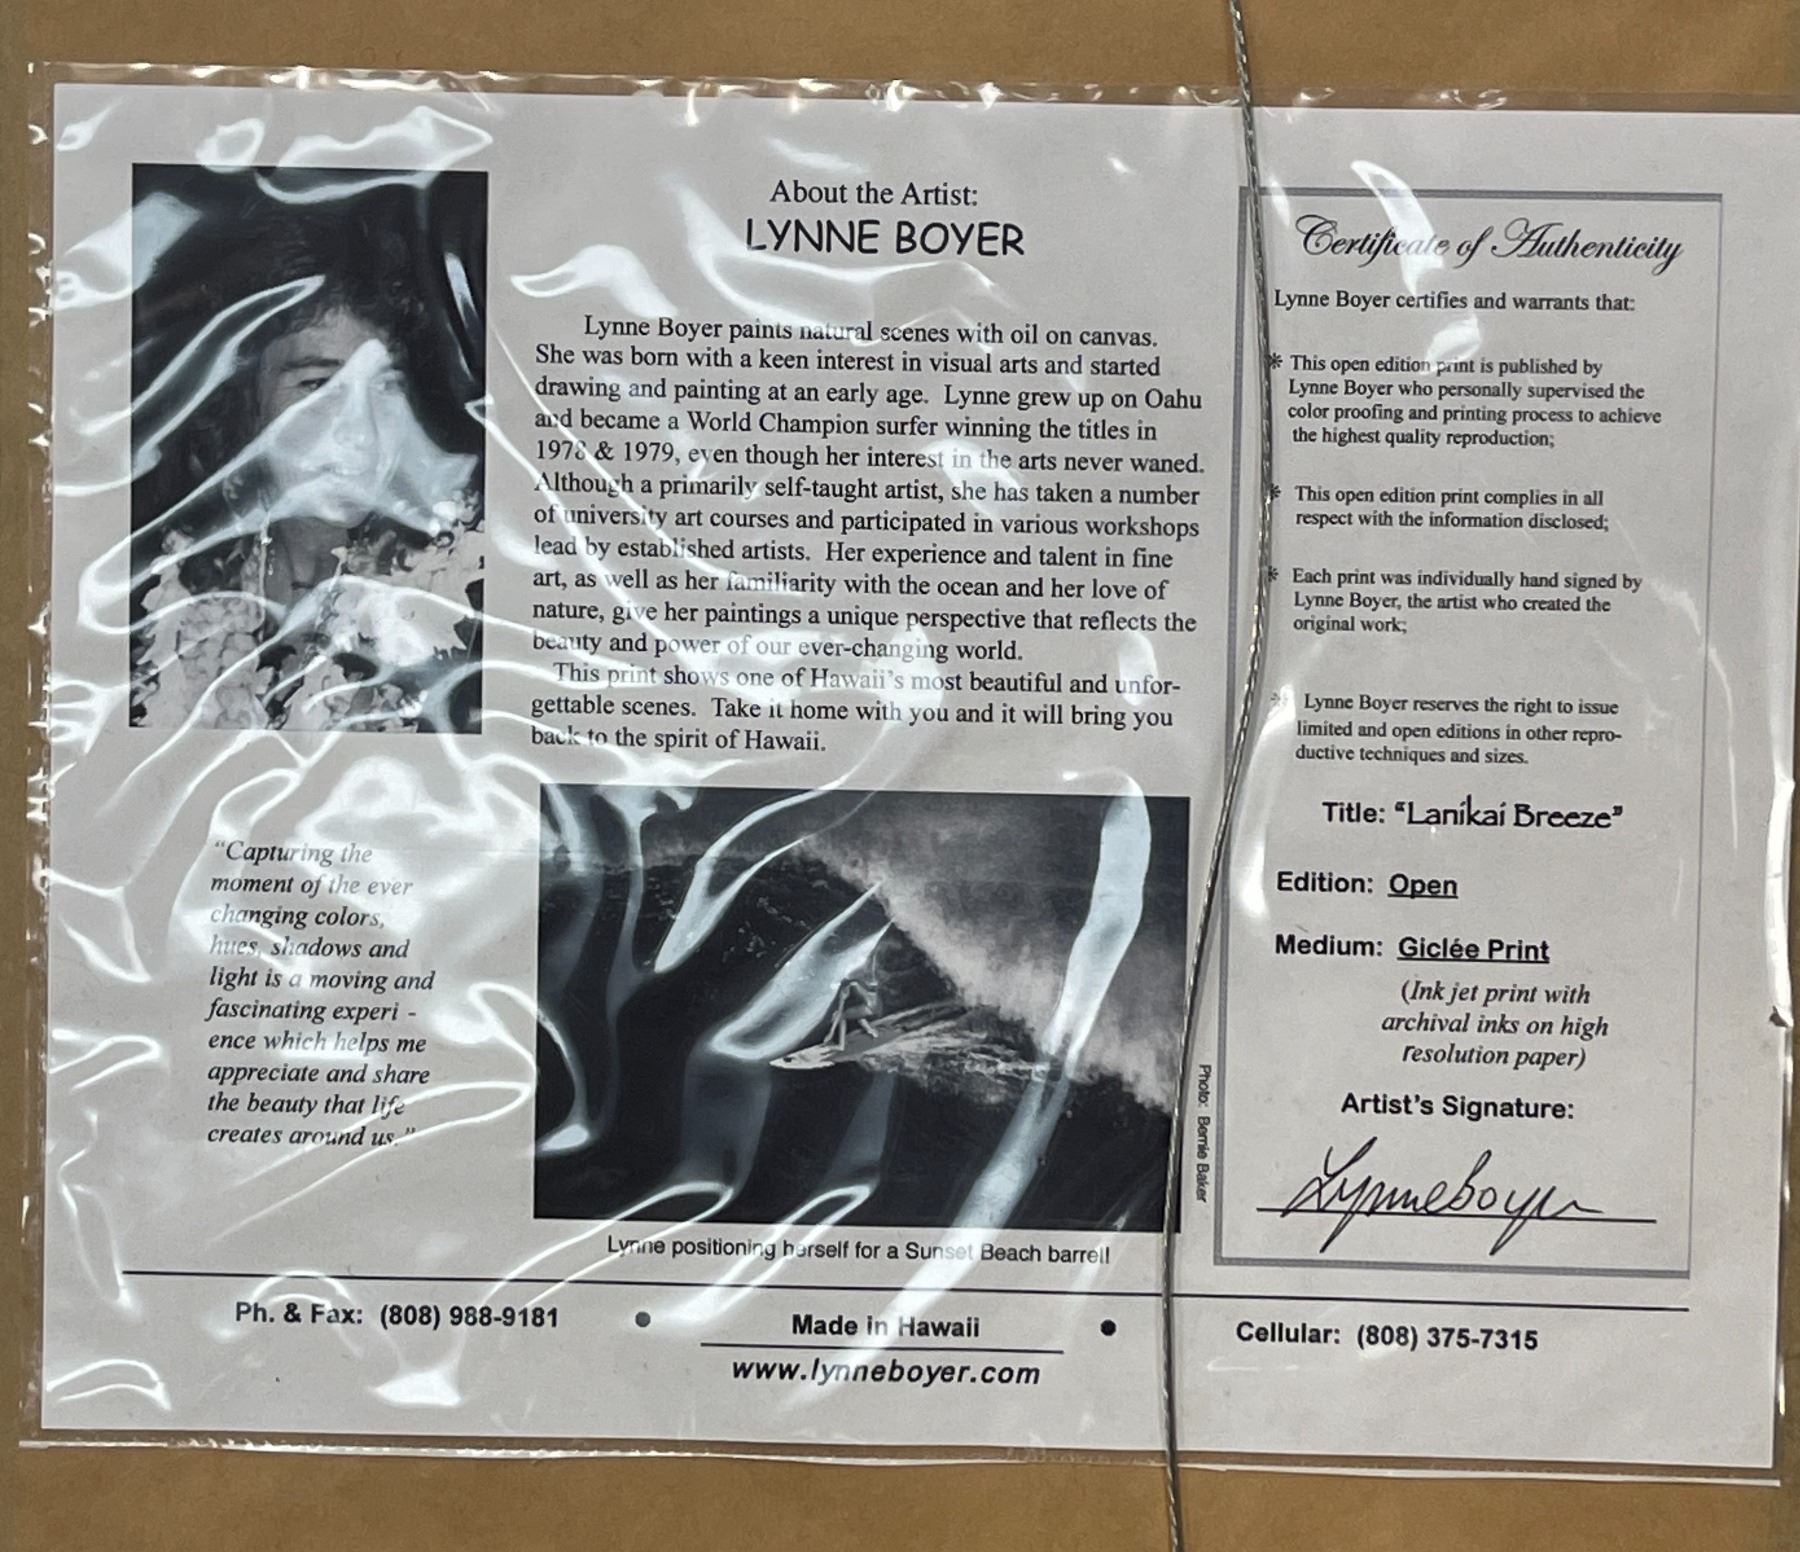 About the Artist:
LYNNE BOYER
Lynne Boyer paints natural scenes with oil on canvas.
She was born with a keen interest in visual arts and started
drawing and painting at an early age. Lynne grew up on Oahu
and became a World Champion surfer winning the titles in
1978 & 1979, even though her interest in the arts never waned.
Although a primarily self-taught artist, she has taken a number
of university art courses and participated in various workshops
lead by established artists. Her experience and talent in fine
art, as well as her familiarity with the ocean and her love of
nature, give her paintings a unique perspective that reflects the
beauty and power of our ever-changing world.
This print shows one of Hawaii's most beautiful and unfor-
gettable scenes. Take it home with you and it will bring you
back to the spirit of Hawaii.
"Capturing the
moment of the ever
changing colors,
hues, shadows and
light is a moving and
fascinating experi -
ence which helps me
appreciate and share
the beauty that life
creates around us."
Photo: Bernie Baker
Lynne positioning herself for a Sunset Beach barrell
Certificate of Authenticity
Lynne Boyer certifies and warrants that:
* This open edition print is published by
Lynne Boyer who personally supervised the
color proofing and printing process to achieve
the highest quality reproduction;
* This open edition print complies in all
respect with the information disclosed;
* Each print was individually hand signed by
Lynne Boyer, the artist who created the
original work;
* Lynne Boyer reserves the right to issue
limited and open editions in other repro-
ductive techniques and sizes.
Title: "Lanikai Breeze"
Edition: Open
Medium: Giclée Print
(Ink jet print with
archival inks on high
resolution paper)
Artist's Signature:
Lynne Boyer
Ph. & Fax: (808) 988-9181 • Made in Hawaii • Cellular: (808) 375-7315
www.lynneboyer.com